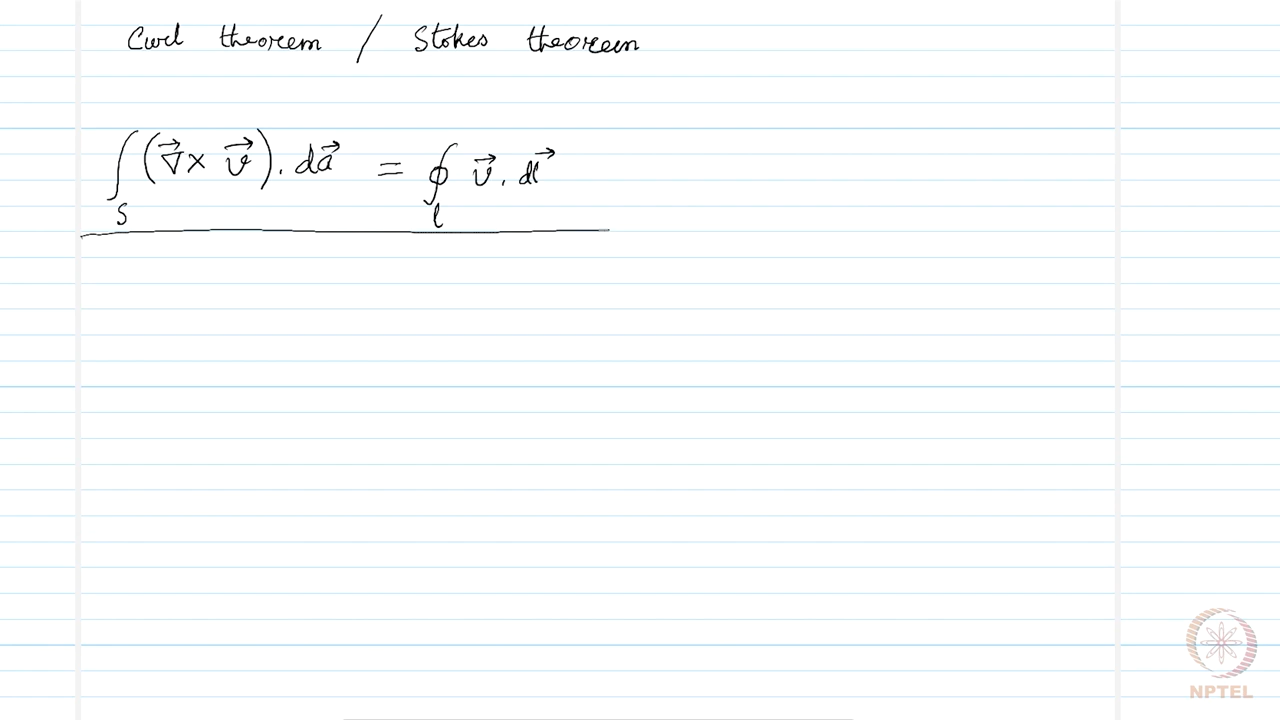 Curl theorem / Stokes theorem
∫_S (∇⃗ × v⃗) . da⃗ = ∮_l v⃗ . dl⃗
NPTEL